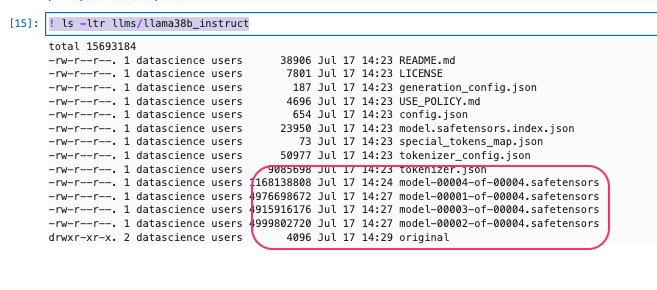 [15]: ! ls -ltr llms/llama38b_instruct
total 15693184
-rw-r--r--. 1 datascience users 38906 Jul 17 14:23 README.md
-rw-r--r--. 1 datascience users 7801 Jul 17 14:23 LICENSE
-rw-r--r--. 1 datascience users 187 Jul 17 14:23 generation_config.json
-rw-r--r--. 1 datascience users 4696 Jul 17 14:23 USE_POLICY.md
-rw-r--r--. 1 datascience users 654 Jul 17 14:23 config.json
-rw-r--r--. 1 datascience users 23950 Jul 17 14:23 model.safetensors.index.json
-rw-r--r--. 1 datascience users 73 Jul 17 14:23 special_tokens_map.json
-rw-r--r--. 1 datascience users 50977 Jul 17 14:23 tokenizer_config.json
-rw-r--r--. 1 datascience users 9085698 Jul 17 14:23 tokenizer.json
-rw-r--r--. 1 datascience users 1168138808 Jul 17 14:24 model-00004-of-00004.safetensors
-rw-r--r--. 1 datascience users 4976698672 Jul 17 14:27 model-00001-of-00004.safetensors
-rw-r--r--. 1 datascience users 4915916176 Jul 17 14:27 model-00003-of-00004.safetensors
-rw-r--r--. 1 datascience users 4999802720 Jul 17 14:27 model-00002-of-00004.safetensors
drwxr-xr-x. 2 datascience users 4096 Jul 17 14:29 original